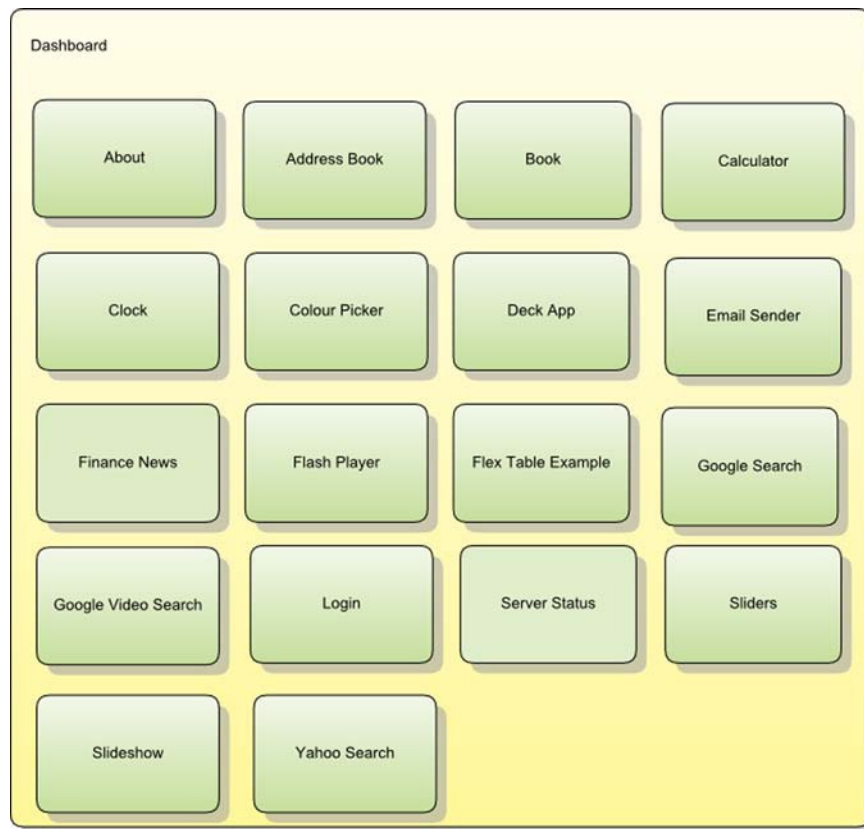 Dashboard
About
Address Book
Book
Calculator
Clock
Colour Picker
Deck App
Email Sender
Finance News
Flash Player
Flex Table Example
Google Search
Google Video Search
Login
Server Status
Sliders
Slideshow
Yahoo Search